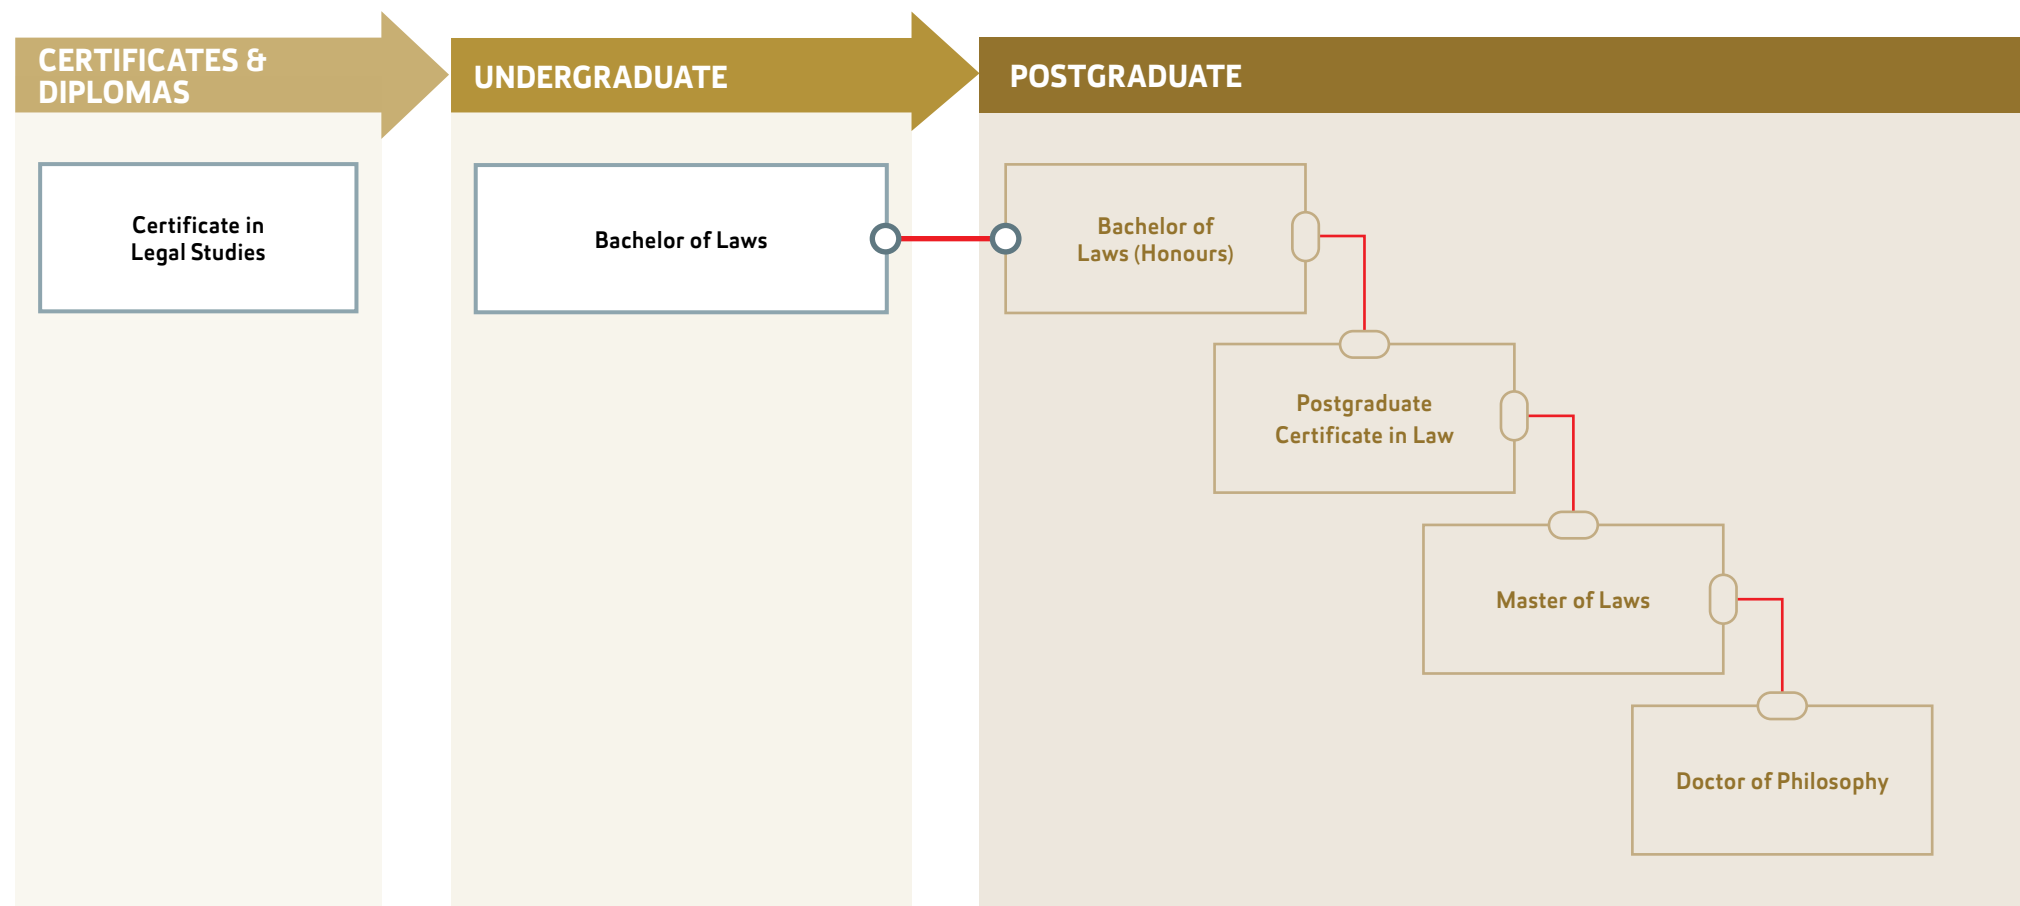 CERTIFICATES &
DIPLOMAS
UNDERGRADUATE
POSTGRADUATE
Certificate in
Legal Studies
Bachelor of Laws
Bachelor of
Laws (Honours)
Postgraduate
Certificate in Law
Master of Laws
Doctor of Philosophy